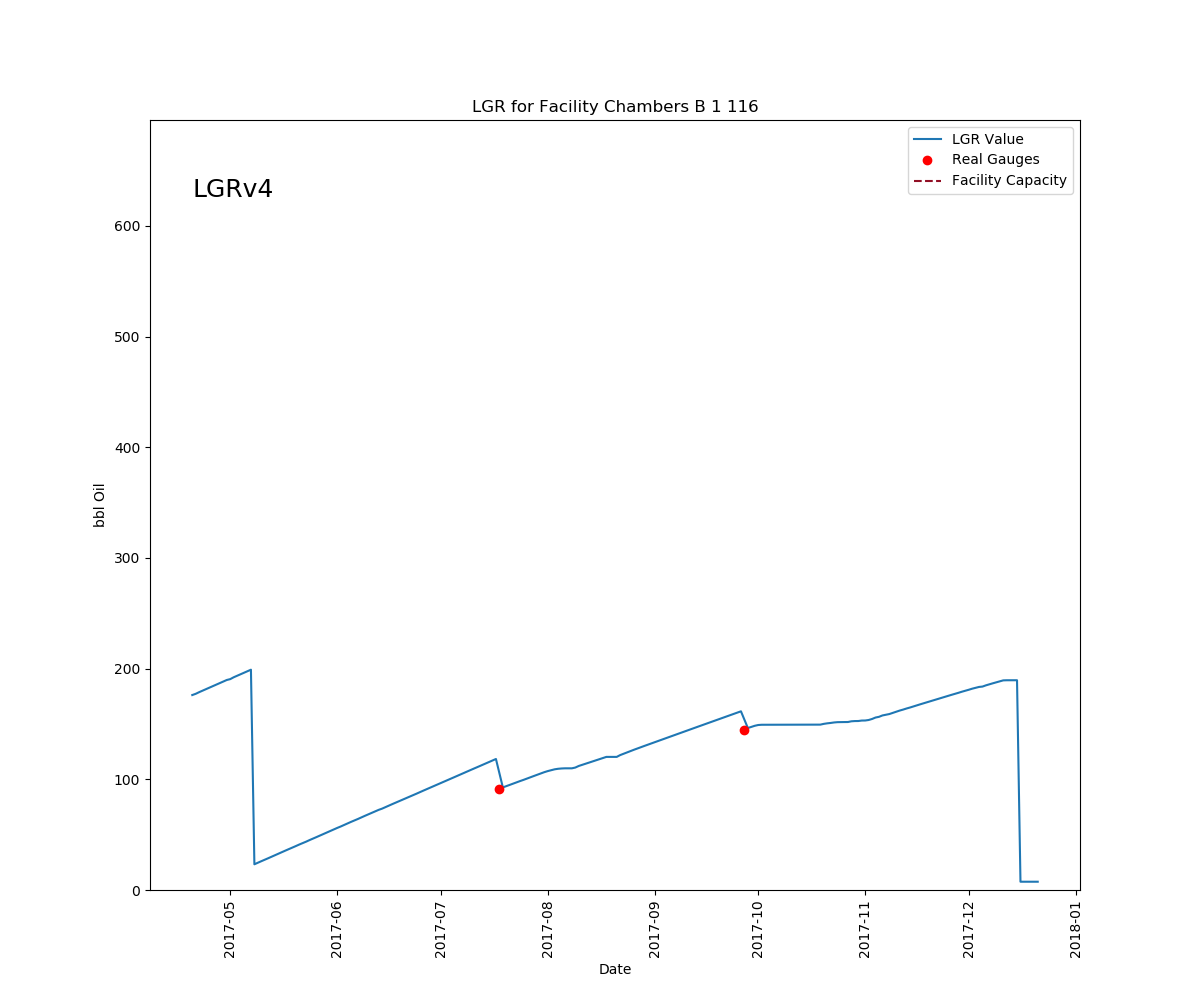 LGR for Facility Chambers B 1 116
LGRv4
LGR Value
Real Gauges
Facility Capacity
600
500
400
300
200
100
0
bbl Oil
2017-05
2017-06
2017-07
2017-08
2017-09
2017-10
2017-11
2017-12
2018-01
Date